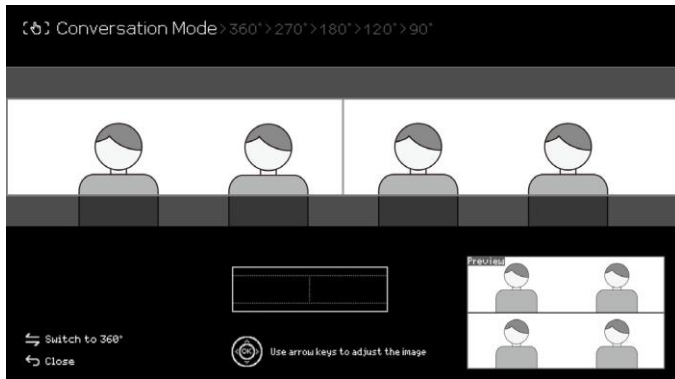 Conversation Mode>360°>270°>180°>120°>90°
Preview
Switch to 360°
OK Use arrow keys to adjust the image
Close